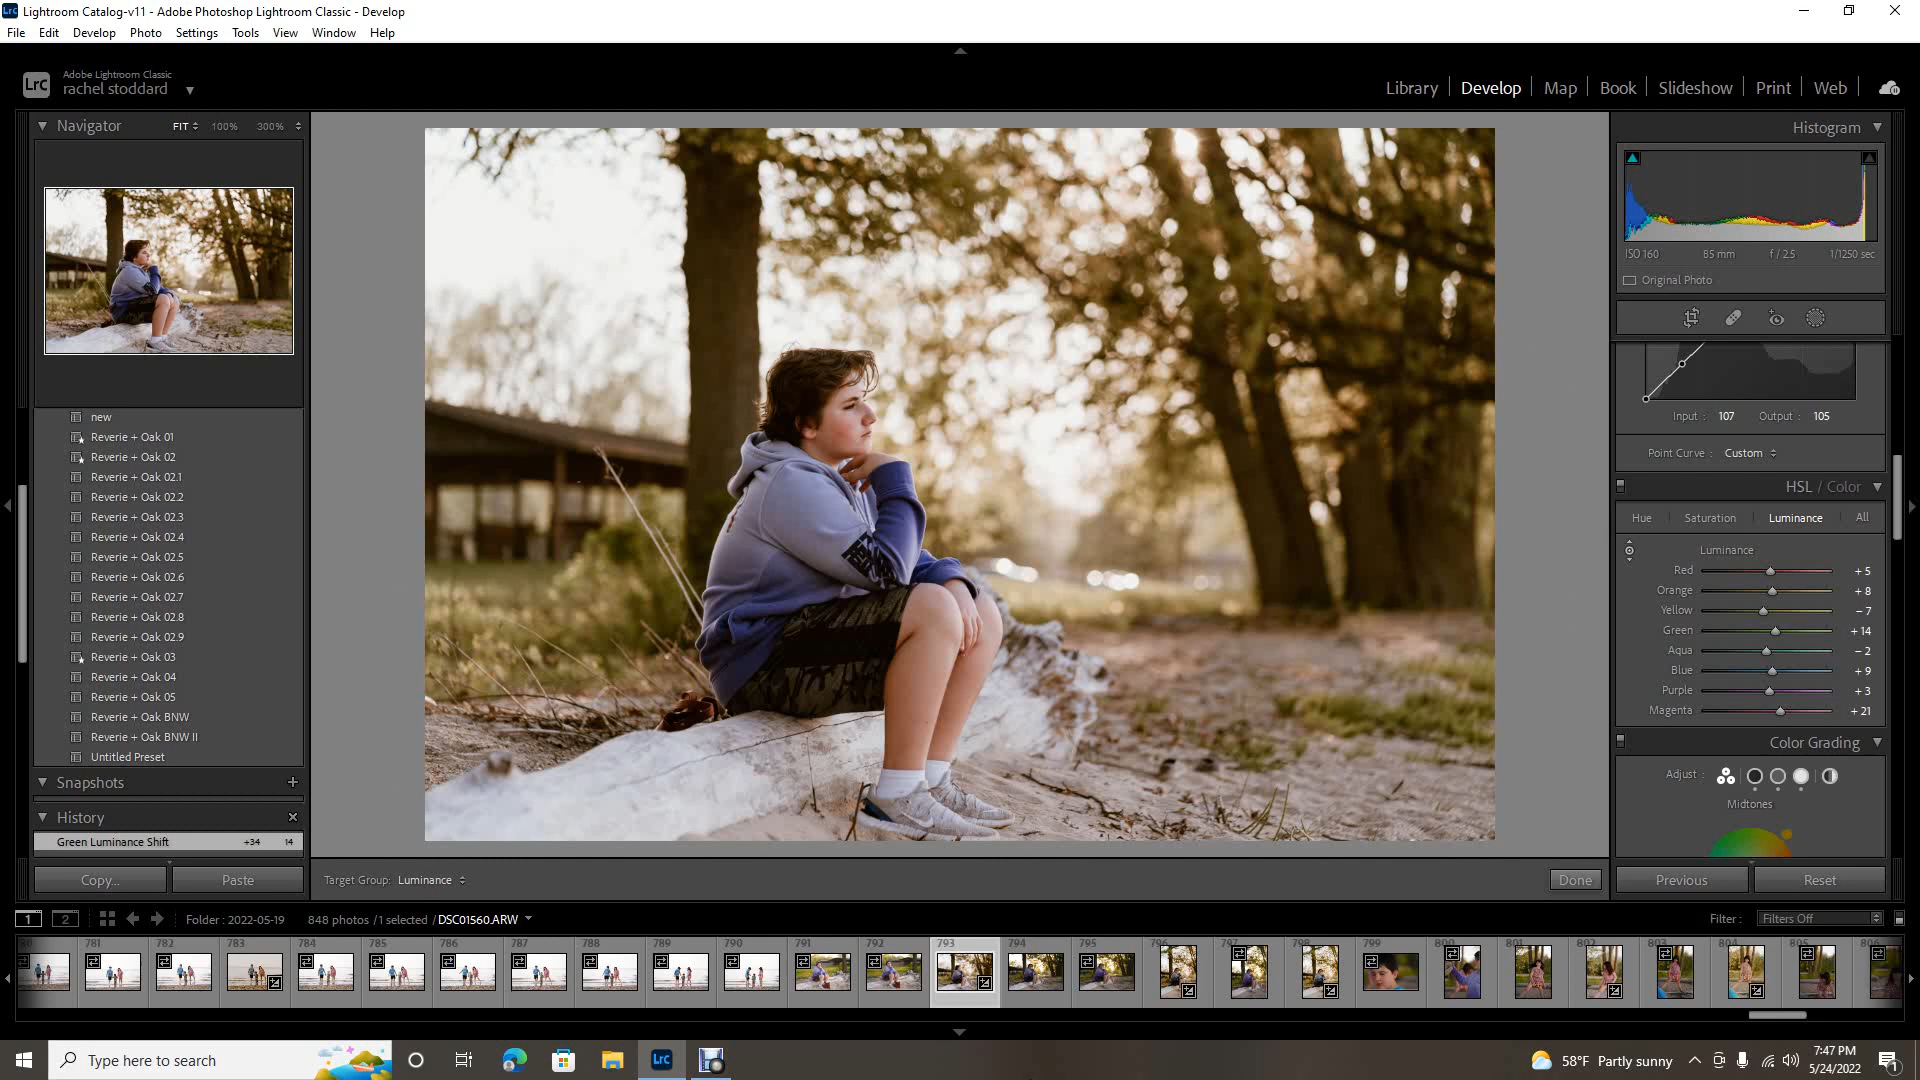 Lightroom Catalog-v11 - Adobe Photoshop Lightroom Classic - Develop
File Edit Develop Photo Settings Tools View Window Help
Lrc Adobe Lightroom Classic
rachel stoddard
Library Develop Map Book Slideshow Print Web
Navigator FIT 100% 300%
new
Reverie + Oak 01
Reverie + Oak 02
Reverie + Oak 02.1
Reverie + Oak 02.2
Reverie + Oak 02.3
Reverie + Oak 02.4
Reverie + Oak 02.5
Reverie + Oak 02.6
Reverie + Oak 02.7
Reverie + Oak 02.8
Reverie + Oak 02.9
Reverie + Oak 03
Reverie + Oak 04
Reverie + Oak 05
Reverie + Oak BNW
Reverie + Oak BNW II
Untitled Preset
Snapshots
History
Green Luminance Shift +34 14
Copy... Paste
Target Group: Luminance Done
Histogram
ISO 160 85 mm f / 2.5 1/1250 sec
Original Photo
Input : 107 Output : 105
Point Curve : Custom
HSL / Color
Hue Saturation Luminance All
Luminance
Red + 5
Orange + 8
Yellow - 7
Green + 14
Aqua - 2
Blue + 9
Purple + 3
Magenta + 21
Color Grading
Adjust :
Midtones
Previous Reset
1 2 Folder : 2022-05-19 848 photos / 1 selected / DSC01560.ARW Filter : Filters Off
781 782 783 784 785 786 787 788 789 790 791 792 793 794 795 796 797 798 799 800 801 802 803 804 805 806
Type here to search Lrc 58°F Partly sunny 7:47 PM
5/24/2022
1